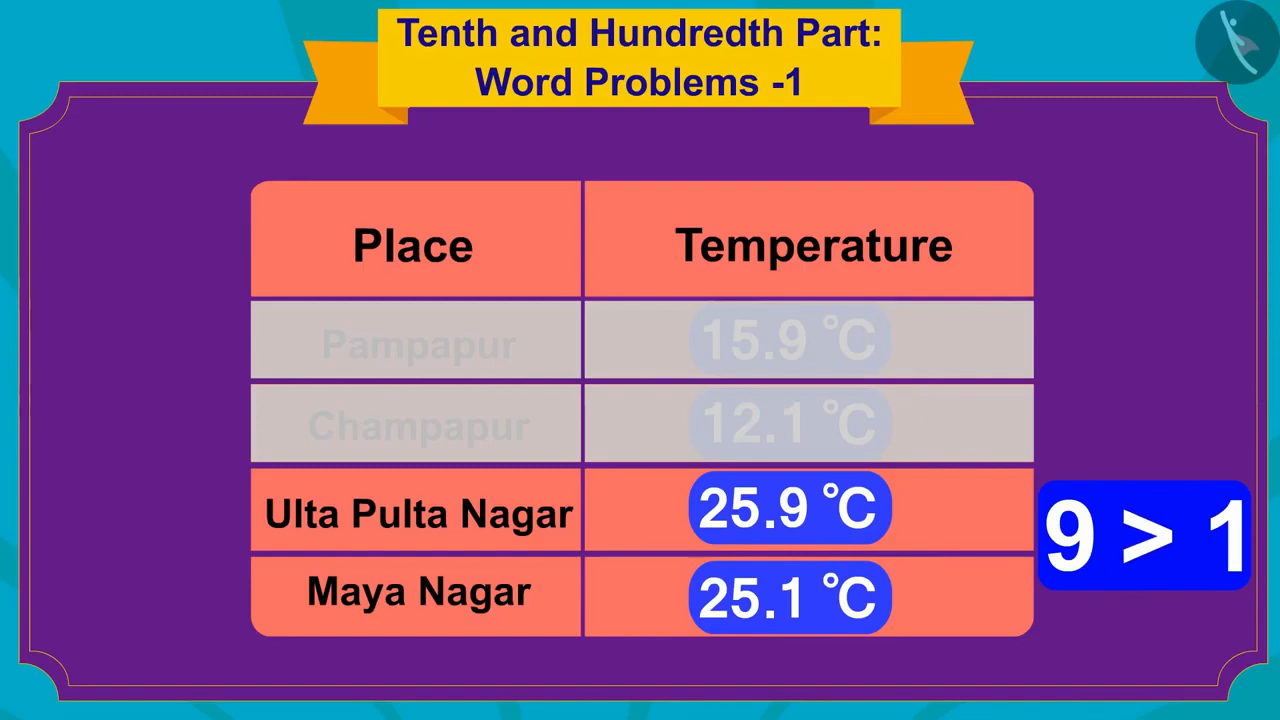 Tenth and Hundredth Part:
Word Problems -1
Place Temperature
Pampapur 15.9 °C
Champapur 12.1 °C
Ulta Pulta Nagar 25.9 °C
9 > 1
Maya Nagar 25.1 °C